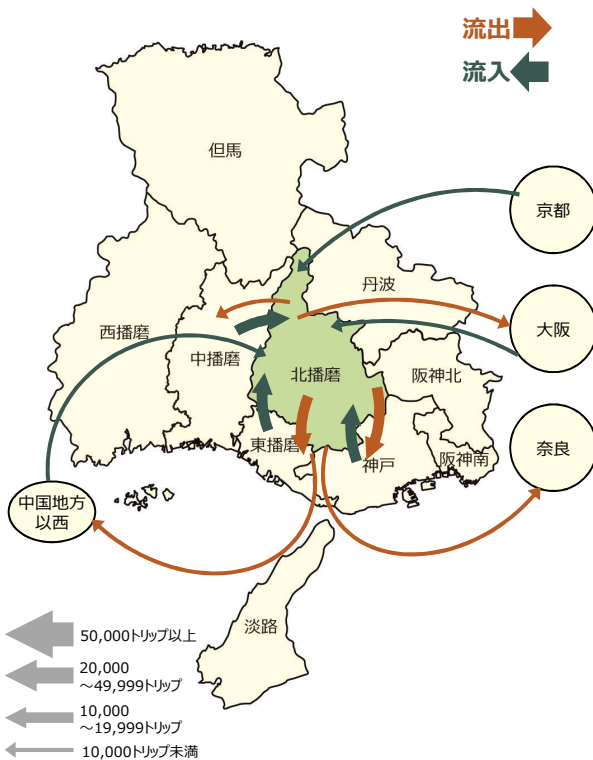 流出
流入
但馬
京都
丹波
西播磨
大阪
中播磨
北播磨
阪神北
東播磨
神戸
阪神南
奈良
中国地方
以西
淡路
50,000トリップ以上
20,000
～49,999トリップ
10,000
～19,999トリップ
10,000トリップ未満